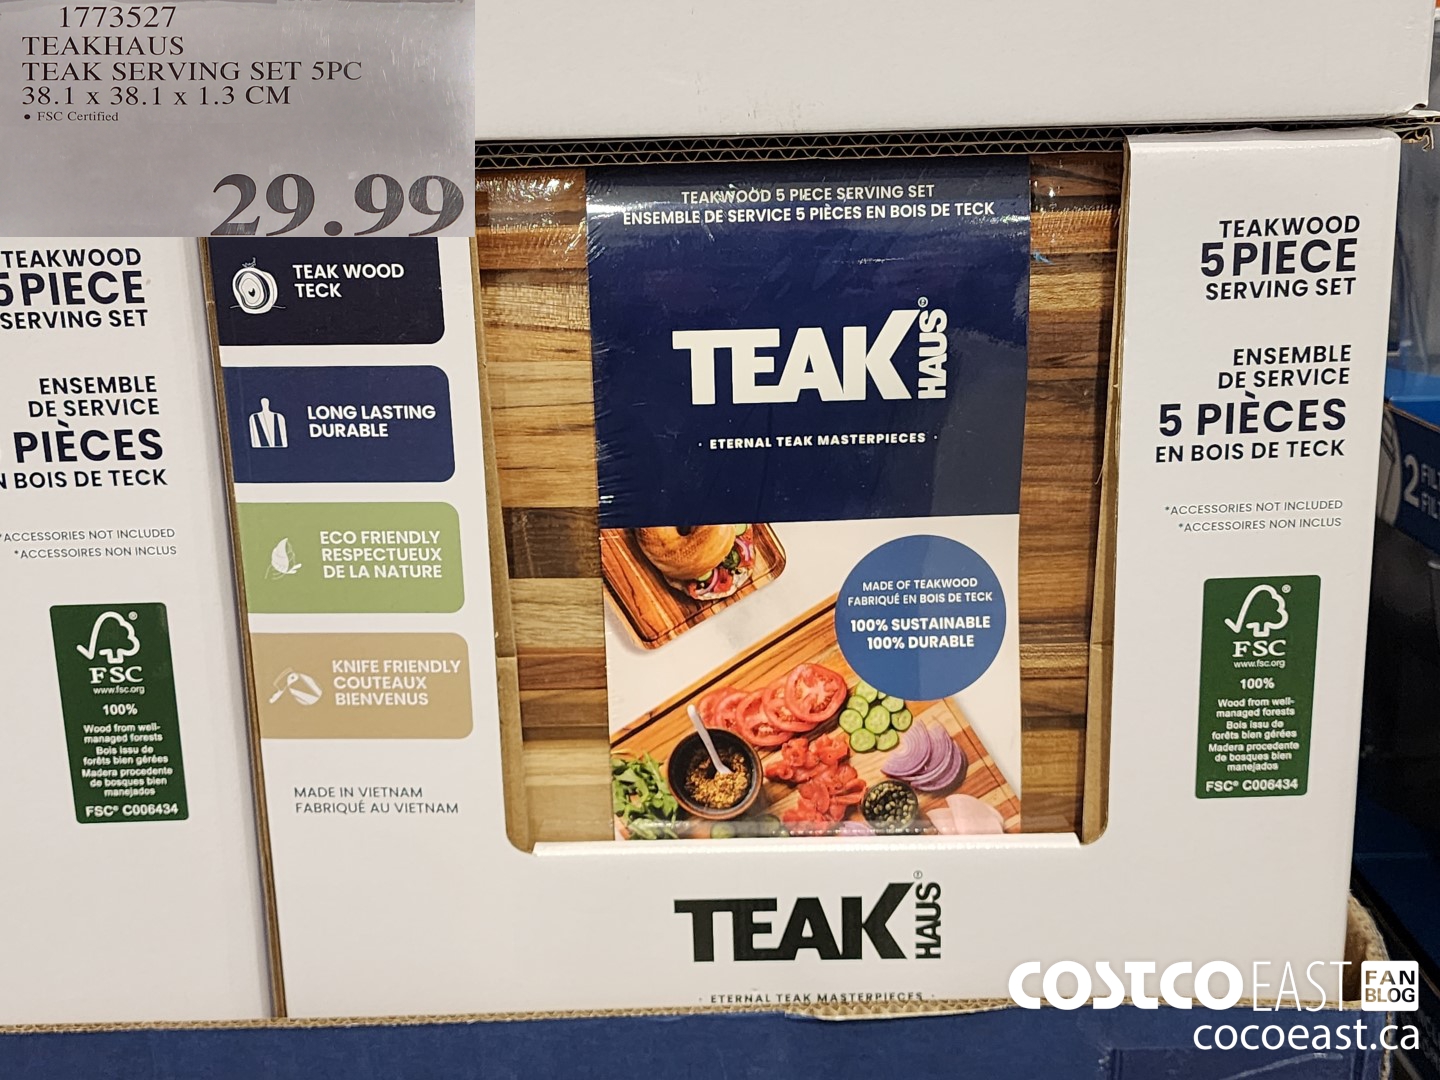 1773527
TEAKHAUS
TEAK SERVING SET 5PC
38.1 x 38.1 x 1.3 CM
• FSC Certified
29.99
TEAKWOOD
5 PIECE
SERVING SET
ENSEMBLE
DE SERVICE
PIÈCES
N BOIS DE TECK
*ACCESSORIES NOT INCLUDED
*ACCESSOIRES NON INCLUS
FSC®
www.fsc.org
100%
Wood from well-
managed forests
Bois issu de
forêts bien gérées
Madera procedente
de bosques bien
manejados
FSC® C006434
TEAK WOOD
TECK
LONG LASTING
DURABLE
ECO FRIENDLY
RESPECTUEUX
DE LA NATURE
KNIFE FRIENDLY
COUTEAUX
BIENVENUS
MADE IN VIETNAM
FABRIQUÉ AU VIETNAM
TEAKWOOD 5 PIECE SERVING SET
ENSEMBLE DE SERVICE 5 PIÈCES EN BOIS DE TECK
TEAK HAUS®
· ETERNAL TEAK MASTERPIECES ·
MADE OF TEAKWOOD
FABRIQUÉ EN BOIS DE TECK
100% SUSTAINABLE
100% DURABLE
TEAK HAUS®
· ETERNAL TEAK MASTERPIECES ·
TEAKWOOD
5 PIECE
SERVING SET
ENSEMBLE
DE SERVICE
5 PIÈCES
EN BOIS DE TECK
*ACCESSORIES NOT INCLUDED
*ACCESSOIRES NON INCLUS
FSC®
www.fsc.org
100%
Wood from well-
managed forests
Bois issu de
forêts bien gérées
Madera procedente
de bosques bien
manejados
FSC® C006434
2
COSTCO EAST FAN BLOG
cocoeast.ca